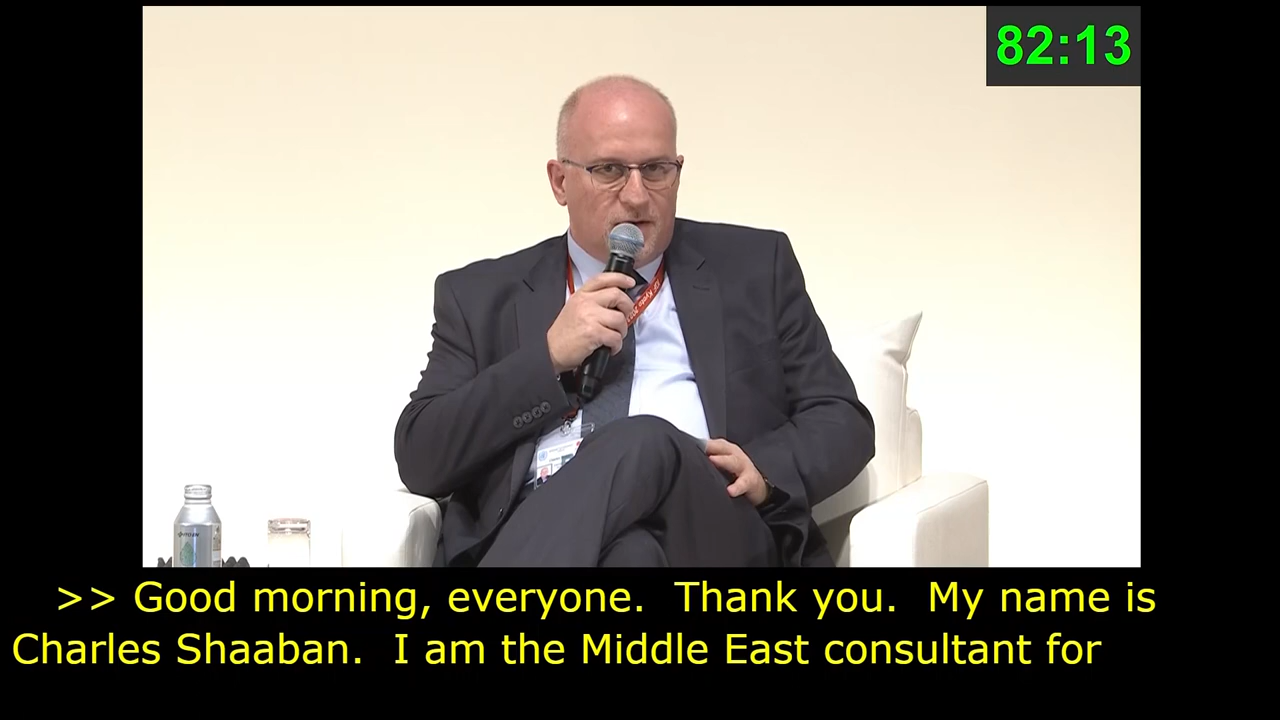 82:13
>> Good morning, everyone.  Thank you.  My name is
Charles Shaaban.  I am the Middle East consultant for